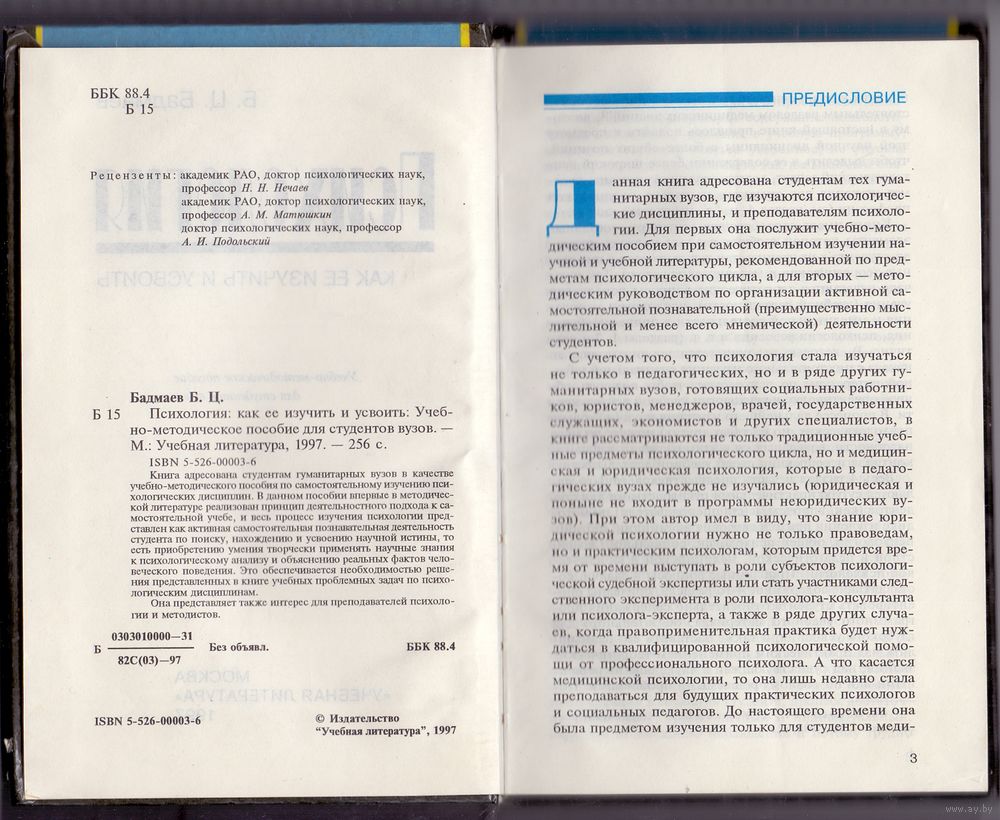 ББК 88.4
Б 15
Рецензенты: академик РАО, доктор психологических наук,
профессор Н. Н. Нечаев
академик РАО, доктор психологических наук,
профессор А. М. Матюшкин
доктор психологических наук, профессор
А. И. Подольский
Бадмаев Б. Ц.
Б 15 Психология: как ее изучить и усвоить: Учеб-
но-методическое пособие для студентов вузов. —
М.: Учебная литература, 1997. — 256 с.
ISBN 5-526-00003-6
Книга адресована студентам гуманитарных вузов в качестве
учебно-методического пособия по самостоятельному изучению пси-
хологических дисциплин. В данном пособии впервые в методичес-
кой литературе реализован принцип деятельностного подхода к са-
мостоятельной учебе, и весь процесс изучения психологии пред-
ставлен как активная самостоятельная познавательная деятельность
студента по поиску, нахождению и усвоению научной истины, то
есть приобретению умения творчески применять научные знания
к психологическому анализу и объяснению реальных фактов чело-
веческого поведения. Это обеспечивается необходимостью реше-
ния представленных в книге учебных проблемных задач по психо-
логическим дисциплинам.
Она представляет также интерес для преподавателей психоло-
гии и методистов.
0303010000—31
Б Без объявл. ББК 88.4
82С(03)—97
ISBN 5-526-00003-6
© Издательство
“Учебная литература”, 1997
ПРЕДИСЛОВИЕ
Данная книга адресована студентам тех гума-
нитарных вузов, где изучаются психологичес-
кие дисциплины, и преподавателям психоло-
гии. Для первых она послужит учебно-мето-
дическим пособием при самостоятельном изучении на-
учной и учебной литературы, рекомендованной по пред-
метам психологического цикла, а для вторых — мето-
дическим руководством по организации активной са-
мостоятельной познавательной (преимущественно мыс-
лительной и менее всего мнемической) деятельности
студентов.
С учетом того, что психология стала изучаться
не только в педагогических, но и в ряде других гу-
манитарных вузов, готовящих социальных работни-
ков, юристов, менеджеров, врачей, государственных
служащих, экономистов и других специалистов, в
книге рассматриваются не только традиционные учеб-
ные предметы психологического цикла, но и медицин-
ская и юридическая психология, которые в педаго-
гических вузах прежде не изучались (юридическая и
поныне не входит в программы неюридических ву-
зов). При этом автор имел в виду, что знание юри-
дической психологии нужно не только правоведам,
но и практическим психологам, которым придется вре-
мя от времени выступать в роли субъектов психологи-
ческой судебной экспертизы или стать участниками след-
ственного эксперимента в роли психолога-консультанта
или психолога-эксперта, а также в ряде других случа-
ев, когда правоприменительная практика будет нуж-
даться в квалифицированной психологической помо-
щи от профессионального психолога. А что касается
медицинской психологии, то она лишь недавно стала
преподаваться для будущих практических психологов
и социальных педагогов. До настоящего времени она
была предметом изучения только для студентов меди-
3
www.ay.by